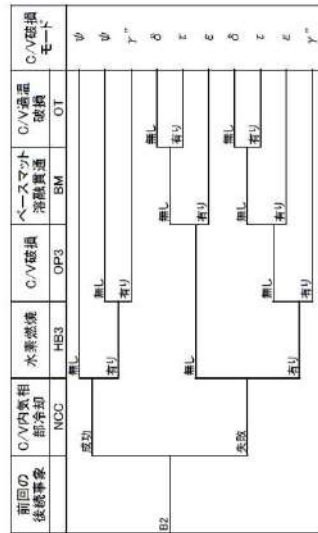 前回の
後続事象
C/V内気相
部冷却
NCC
水素燃焼
HB3
C/V破損
OP3
ベースマット
溶融貫通
BM
C/V過温
破損
OT
C/V破損
モード
B2
成功
失敗
無し
有り
無し
有り
無し
有り
無し
有り
無し
有り
無し
有り
無し
有り
無し
有り
ψ
ψ
γ''
δ
τ
ε
δ
τ
ε
γ''